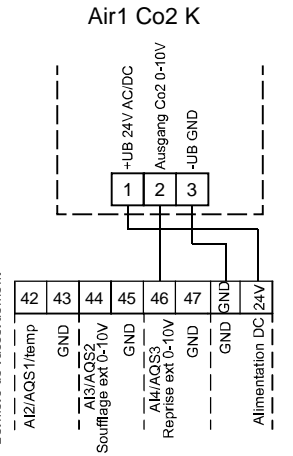 Air1 Co2 K
+UB 24V AC/DC
Ausgang Co2 0-10V
-UB GND
1 2 3
42 43 44 45 46 47 GND 24V
AI2/AQS1/temp
GND
AI3/AQS2
Soufflage ext 0-10V
GND
AI4/AQS3
Reprise ext 0-10V
GND
GND
Alimentation DC